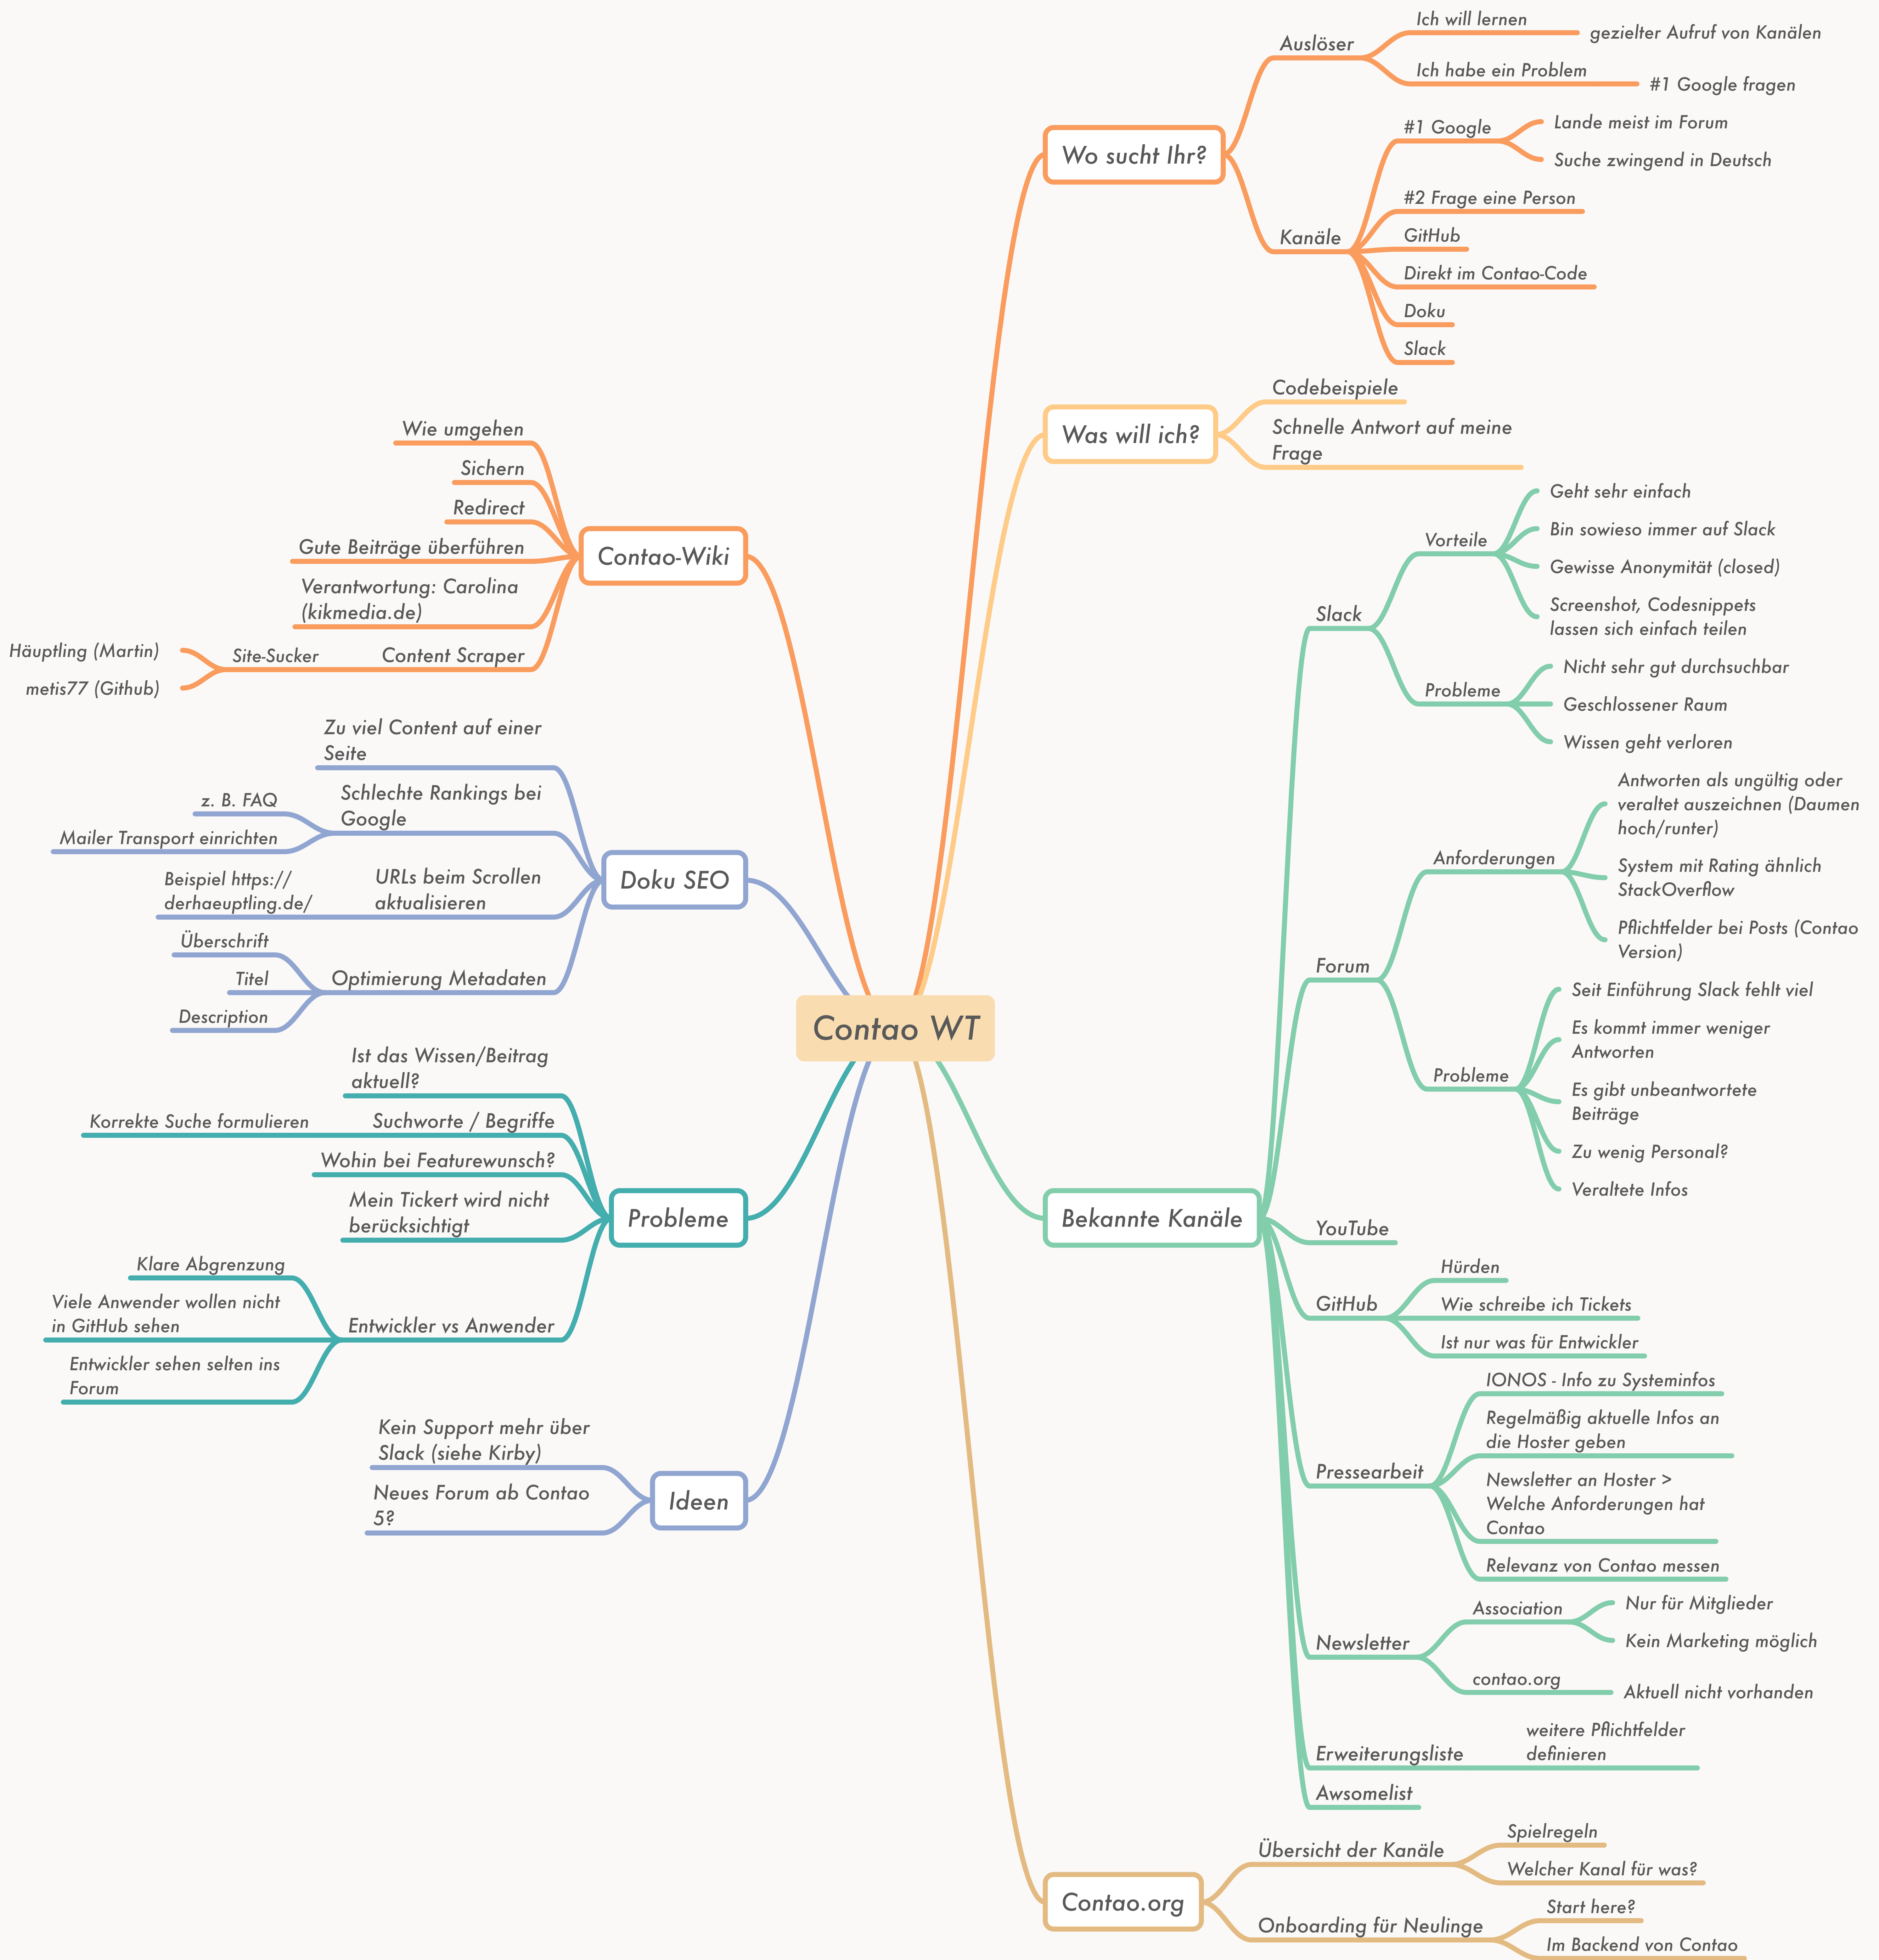 Contao WT
Wo sucht Ihr?
Auslöser
Ich will lernen
gezielter Aufruf von Kanälen
Ich habe ein Problem
#1 Google fragen
Kanäle
#1 Google
Lande meist im Forum
Suche zwingend in Deutsch
#2 Frage eine Person
GitHub
Direkt im Contao-Code
Doku
Slack
Was will ich?
Codebeispiele
Schnelle Antwort auf meine
Frage
Bekannte Kanäle
Slack
Vorteile
Geht sehr einfach
Bin sowieso immer auf Slack
Gewisse Anonymität (closed)
Screenshot, Codesnippets
lassen sich einfach teilen
Probleme
Nicht sehr gut durchsuchbar
Geschlossener Raum
Wissen geht verloren
Forum
Anforderungen
Antworten als ungültig oder
veraltet auszeichnen (Daumen
hoch/runter)
System mit Rating ähnlich
StackOverflow
Pflichtfelder bei Posts (Contao
Version)
Probleme
Seit Einführung Slack fehlt viel
Es kommt immer weniger
Antworten
Es gibt unbeantwortete
Beiträge
Zu wenig Personal?
Veraltete Infos
YouTube
GitHub
Hürden
Wie schreibe ich Tickets
Ist nur was für Entwickler
Pressearbeit
IONOS - Info zu Systeminfos
Regelmäßig aktuelle Infos an
die Hoster geben
Newsletter an Hoster >
Welche Anforderungen hat
Contao
Relevanz von Contao messen
Newsletter
Association
Nur für Mitglieder
Kein Marketing möglich
contao.org
Aktuell nicht vorhanden
Erweiterungsliste
weitere Pflichtfelder
definieren
Awsomelist
Contao.org
Übersicht der Kanäle
Spielregeln
Welcher Kanal für was?
Onboarding für Neulinge
Start here?
Im Backend von Contao
Contao-Wiki
Wie umgehen
Sichern
Redirect
Gute Beiträge überführen
Verantwortung: Carolina
(kikmedia.de)
Content Scraper
Site-Sucker
Häuptling (Martin)
metis77 (Github)
Doku SEO
Zu viel Content auf einer
Seite
Schlechte Rankings bei
Google
z. B. FAQ
Mailer Transport einrichten
URLs beim Scrollen
aktualisieren
Beispiel https://
derhaeuptling.de/
Optimierung Metadaten
Überschrift
Titel
Description
Probleme
Ist das Wissen/Beitrag
aktuell?
Suchworte / Begriffe
Korrekte Suche formulieren
Wohin bei Featurewunsch?
Mein Tickert wird nicht
berücksichtigt
Entwickler vs Anwender
Klare Abgrenzung
Viele Anwender wollen nicht
in GitHub sehen
Entwickler sehen selten ins
Forum
Ideen
Kein Support mehr über
Slack (siehe Kirby)
Neues Forum ab Contao
5?